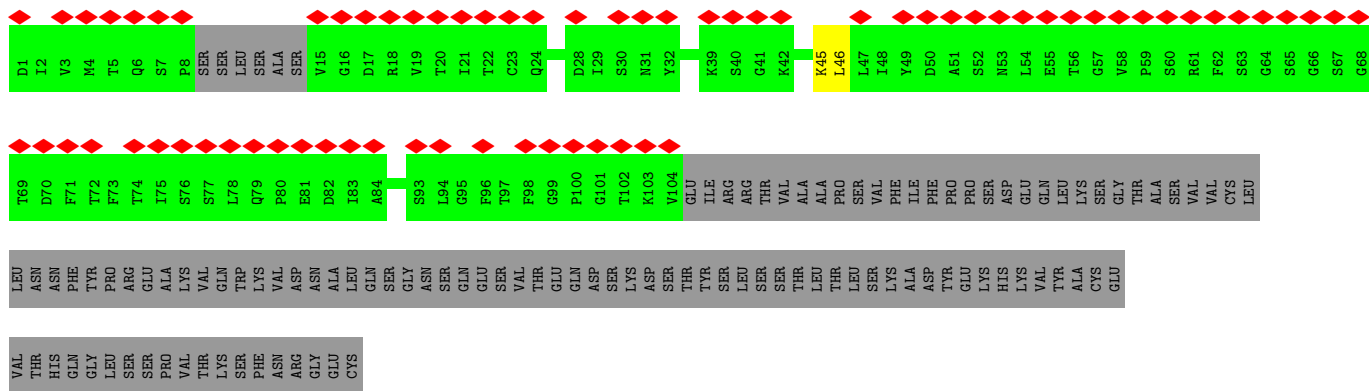 D1 I2 V3 M4 T5 Q6 S7 P8 SER SER LEU SER ALA SER V15 G16 D17 R18 V19 T20 I21 T22 C23 Q24 D28 I29 S30 N31 Y32 K39 S40 G41 K42 K45 L46 L47 I48 Y49 D50 A51 S52 N53 L54 E55 T56 G57 V58 P59 S60 R61 F62 S63 G64 S65 G66 S67 G68
T69 D70 F71 T72 F73 T74 I75 S76 S77 L78 Q79 P80 E81 D82 I83 A84 S93 L94 G95 F96 T97 F98 G99 P100 G101 T102 K103 V104 GLU ILE ARG ARG THR VAL ALA ALA PRO SER VAL PHE ILE PHE PRO PRO SER ASP GLU GLN LEU LYS SER GLY THR ALA SER VAL VAL CYS LEU
LEU ASN ASN PHE TYR PRO ARG GLU ALA LYS VAL GLN TRP LYS VAL ASP ASN ALA LEU GLN SER GLY ASN SER GLN GLU SER VAL THR GLU GLN ASP SER LYS ASP SER THR TYR SER LEU SER SER THR LEU THR LEU SER LYS ALA ASP TYR GLU LYS HIS LYS VAL TYR ALA CYS GLU
VAL THR HIS GLN GLY LEU SER SER PRO VAL THR LYS SER PHE ASN ARG GLY GLU CYS